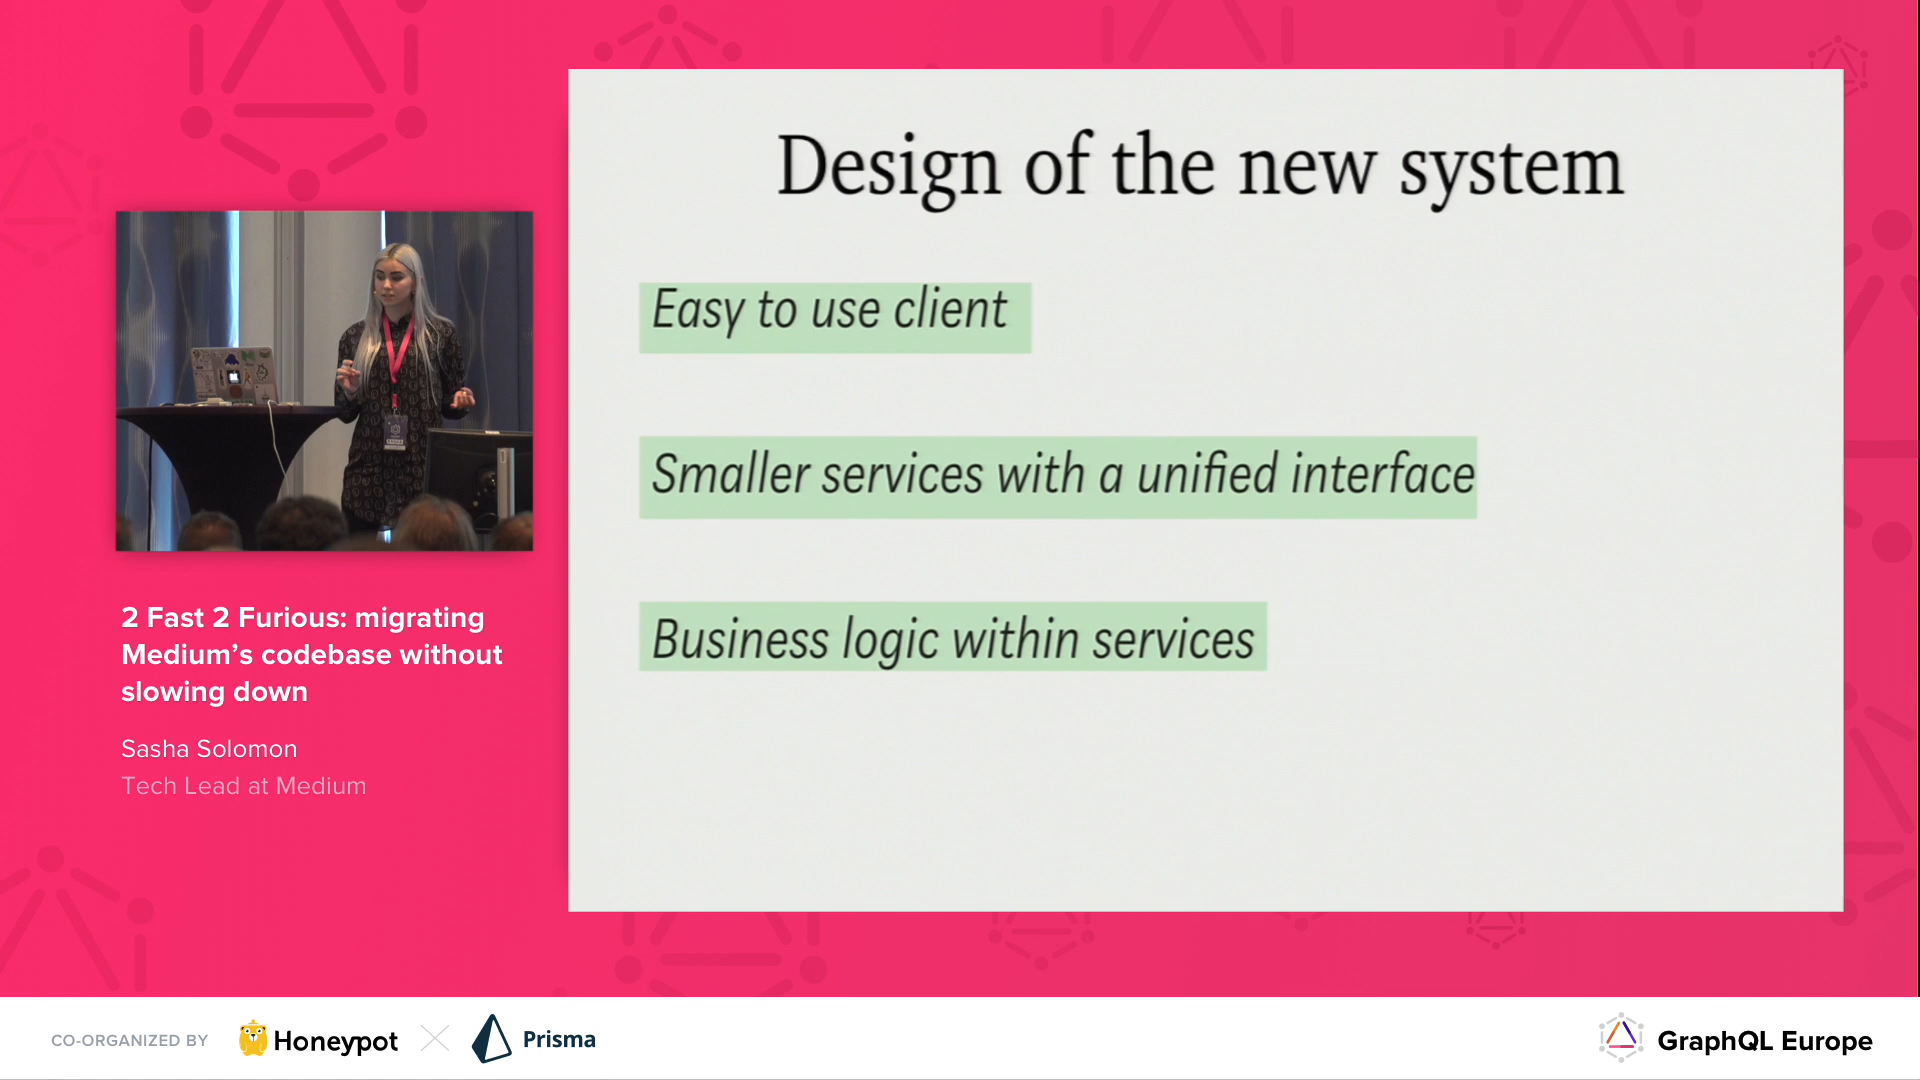 Design of the new system
Easy to use client
Smaller services with a unified interface
Business logic within services
2 Fast 2 Furious: migrating
Medium’s codebase without
slowing down
Sasha Solomon
Tech Lead at Medium
CO-ORGANIZED BY
Honeypot
Prisma
GraphQL Europe